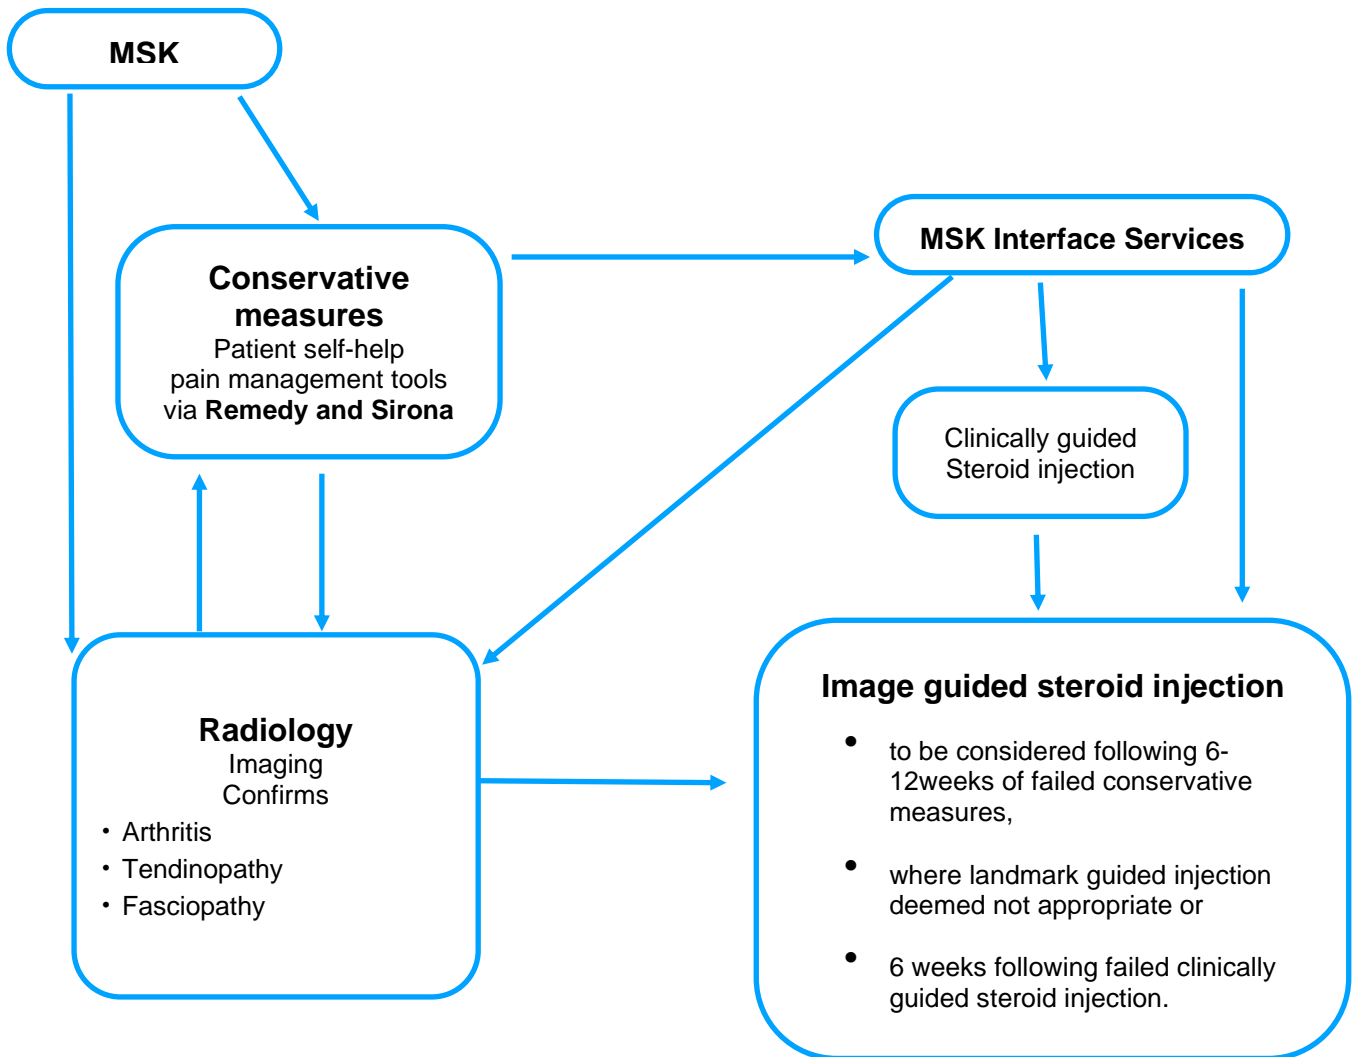 MSK
Conservative
measures
Patient self-help
pain management tools
via Remedy and Sirona
MSK Interface Services
Clinically guided
Steroid injection
Radiology
Imaging
Confirms
• Arthritis
• Tendinopathy
• Fasciopathy
Image guided steroid injection
• to be considered following 6-
12weeks of failed conservative
measures,
• where landmark guided injection
deemed not appropriate or
• 6 weeks following failed clinically
guided steroid injection.